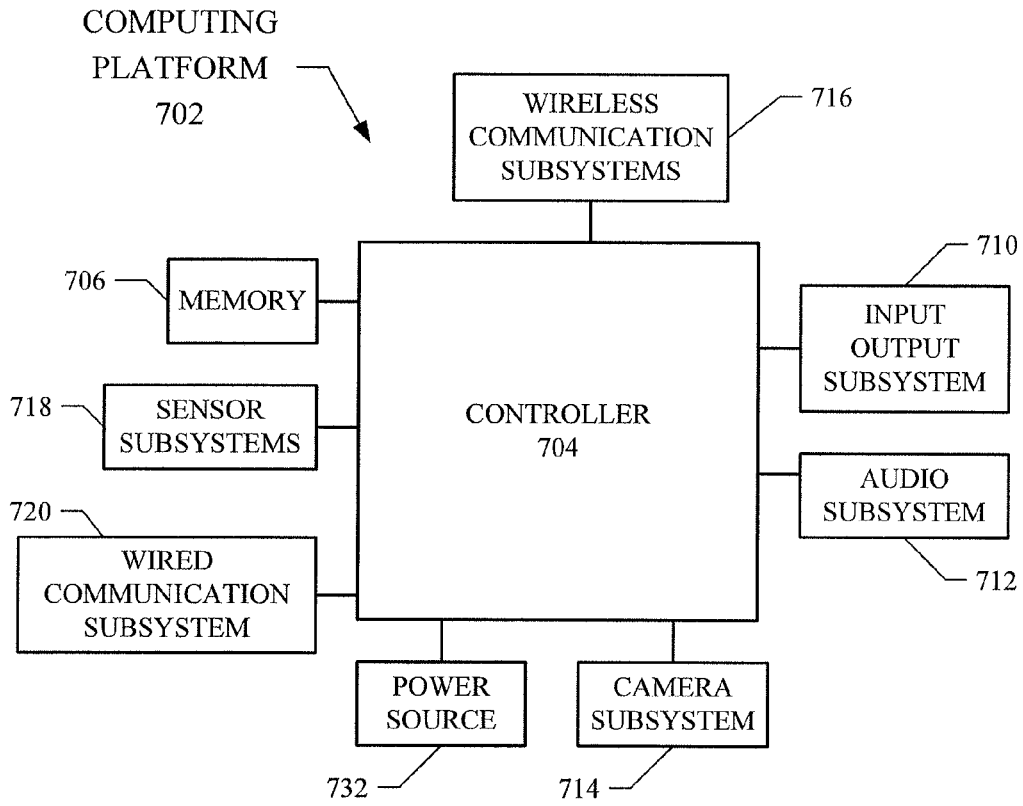 COMPUTING
PLATFORM
702
WIRELESS
COMMUNICATION
SUBSYSTEMS
716
706
MEMORY
710
INPUT
OUTPUT
SUBSYSTEM
718
SENSOR
SUBSYSTEMS
CONTROLLER
704
AUDIO
SUBSYSTEM
712
720
WIRED
COMMUNICATION
SUBSYSTEM
POWER
SOURCE
732
CAMERA
SUBSYSTEM
714